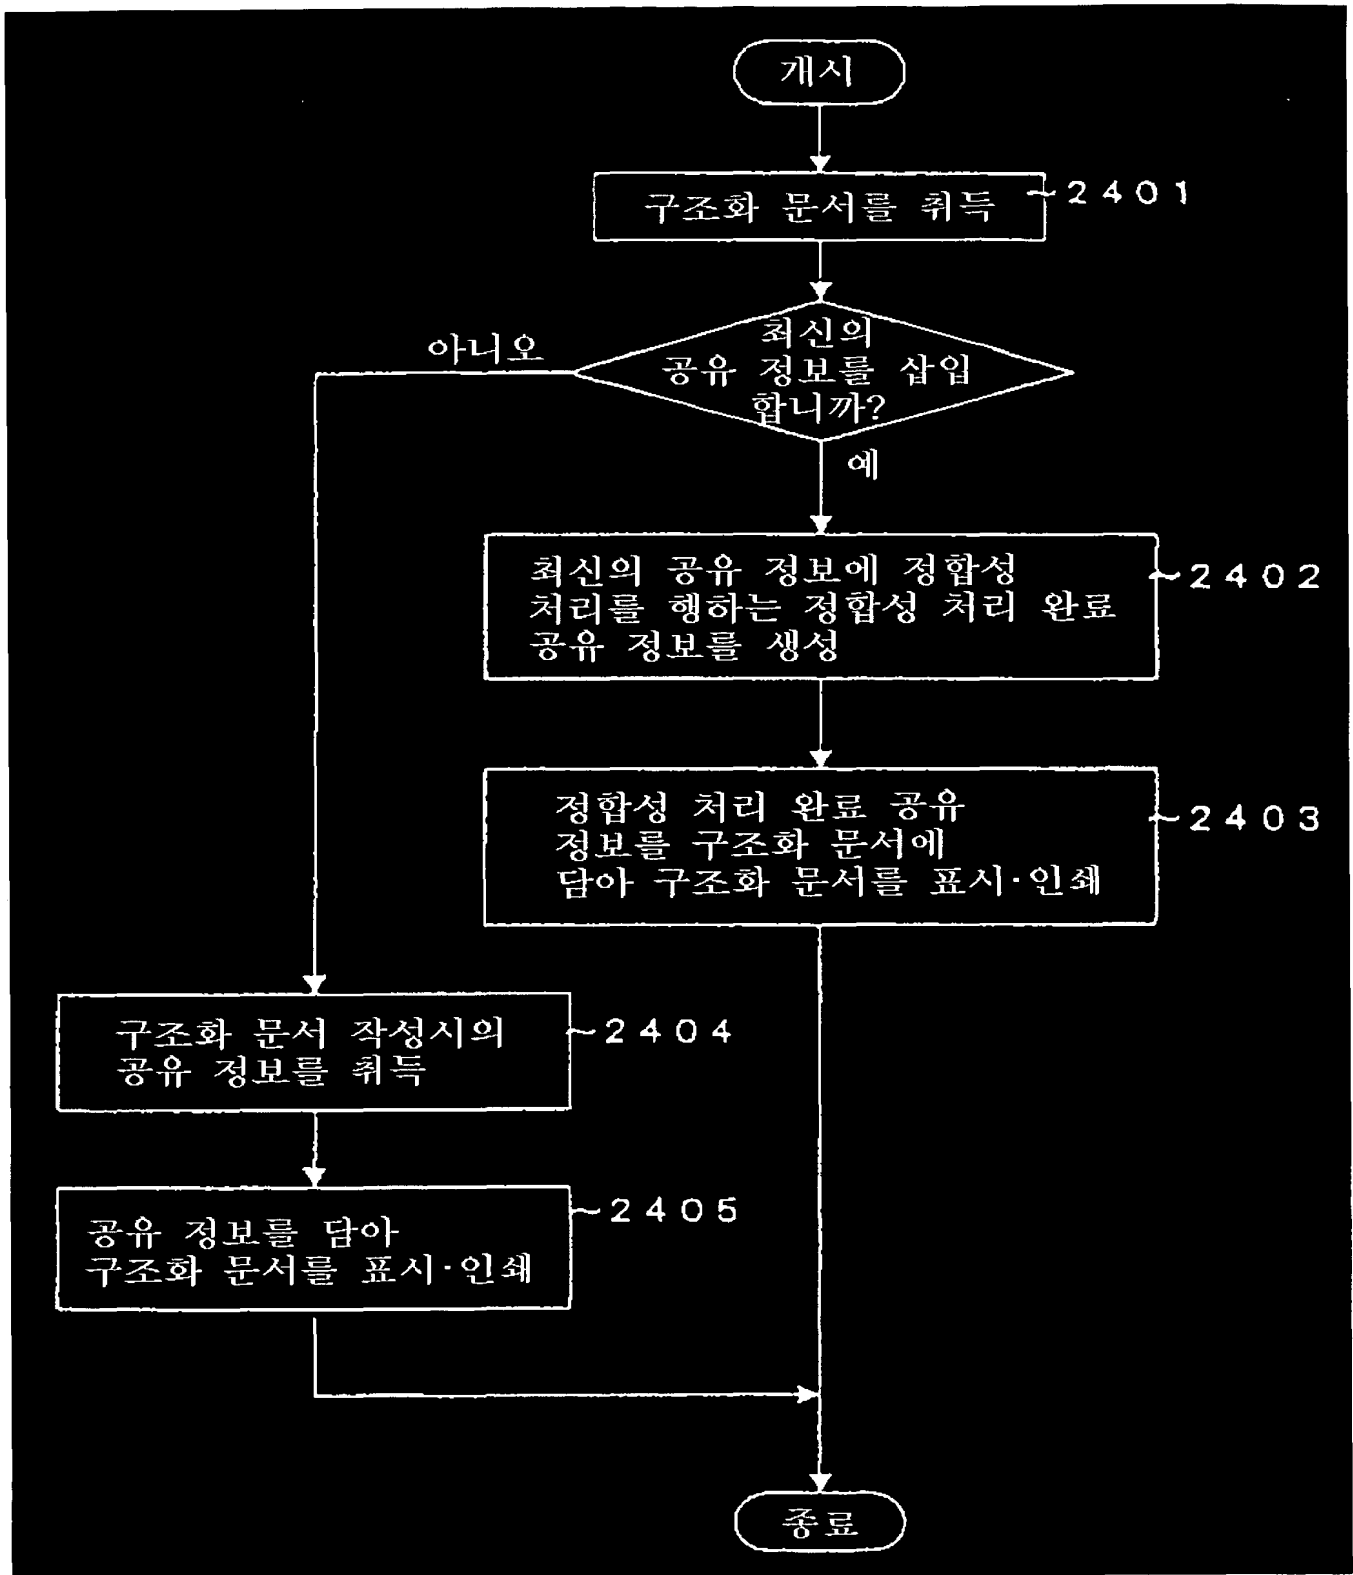 개시
구조화 문서를 취득
2401
최신의
공유 정보를 삽입
합니까?
아니오
예
최신의 공유 정보에 정합성
처리를 행하는 정합성 처리 완료
공유 정보를 생성
2402
정합성 처리 완료 공유
정보를 구조화 문서에
담아 구조화 문서를 표시·인쇄
2403
구조화 문서 작성시의
공유 정보를 취득
2404
공유 정보를 담아
구조화 문서를 표시·인쇄
2405
종료